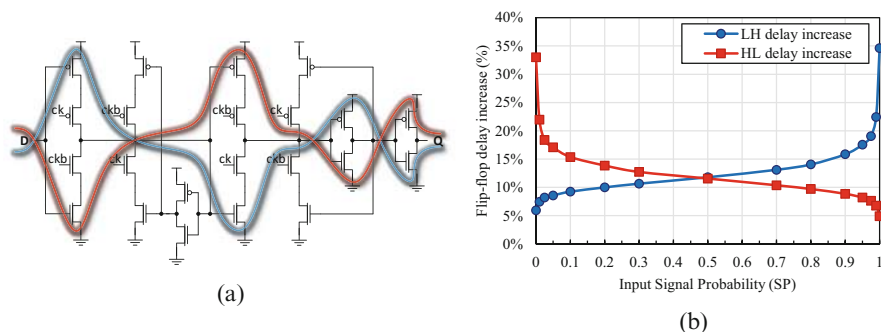 D
ck
ckb
ck
ckb
ckb
ck
ck
ckb
Q
(a)
40%
35%
30%
25%
20%
15%
10%
5%
0%
Flip-flop delay increase (%)
LH delay increase
HL delay increase
0 0.1 0.2 0.3 0.4 0.5 0.6 0.7 0.8 0.9 1
Input Signal Probability (SP)
(b)